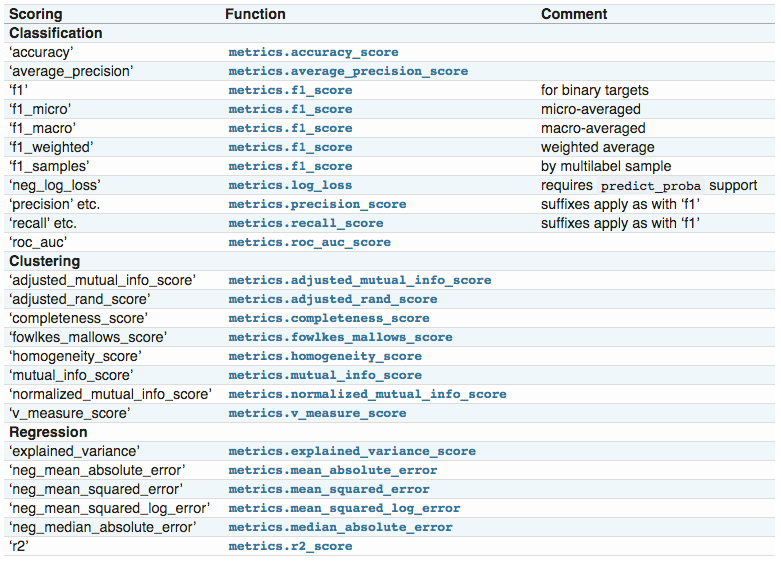 Scoring Function Comment
Classification
‘accuracy’ metrics.accuracy_score
‘average_precision’ metrics.average_precision_score
‘f1’ metrics.f1_score for binary targets
‘f1_micro’ metrics.f1_score micro-averaged
‘f1_macro’ metrics.f1_score macro-averaged
‘f1_weighted’ metrics.f1_score weighted average
‘f1_samples’ metrics.f1_score by multilabel sample
‘neg_log_loss’ metrics.log_loss requires predict_proba support
‘precision’ etc. metrics.precision_score suffixes apply as with ‘f1’
‘recall’ etc. metrics.recall_score suffixes apply as with ‘f1’
‘roc_auc’ metrics.roc_auc_score
Clustering
‘adjusted_mutual_info_score’ metrics.adjusted_mutual_info_score
‘adjusted_rand_score’ metrics.adjusted_rand_score
‘completeness_score’ metrics.completeness_score
‘fowlkes_mallows_score’ metrics.fowlkes_mallows_score
‘homogeneity_score’ metrics.homogeneity_score
‘mutual_info_score’ metrics.mutual_info_score
‘normalized_mutual_info_score’ metrics.normalized_mutual_info_score
‘v_measure_score’ metrics.v_measure_score
Regression
‘explained_variance’ metrics.explained_variance_score
‘neg_mean_absolute_error’ metrics.mean_absolute_error
‘neg_mean_squared_error’ metrics.mean_squared_error
‘neg_mean_squared_log_error’ metrics.mean_squared_log_error
‘neg_median_absolute_error’ metrics.median_absolute_error
‘r2’ metrics.r2_score